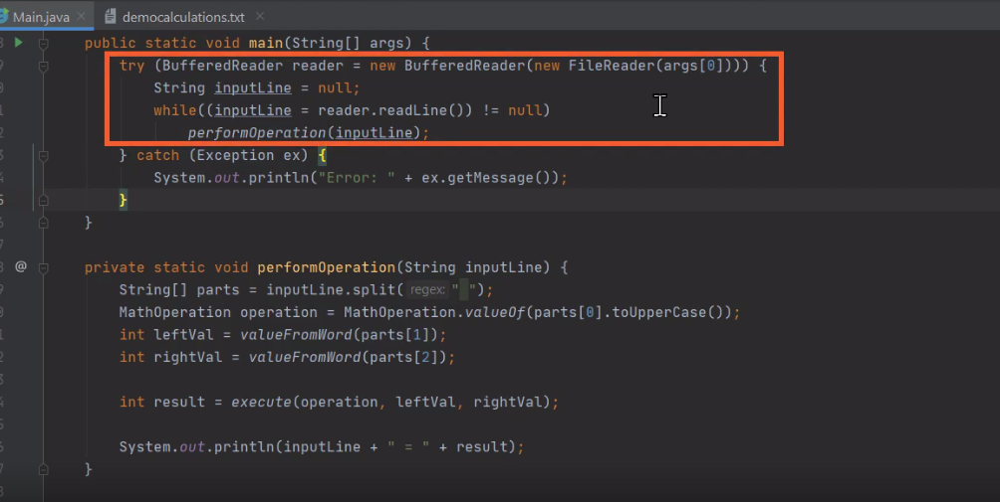 Main.java democalculations.txt
public static void main(String[] args) {
try (BufferedReader reader = new BufferedReader(new FileReader(args[0]))) {
String inputLine = null;
while((inputLine = reader.readLine()) != null)
performOperation(inputLine);
} catch (Exception ex) {
System.out.println("Error: " + ex.getMessage());
}
}
@ private static void performOperation(String inputLine) {
String[] parts = inputLine.split( regex: " ");
MathOperation operation = MathOperation.valueOf(parts[0].toUpperCase());
int leftVal = valueFromWord(parts[1]);
int rightVal = valueFromWord(parts[2]);
int result = execute(operation, leftVal, rightVal);
System.out.println(inputLine + " = " + result);
}